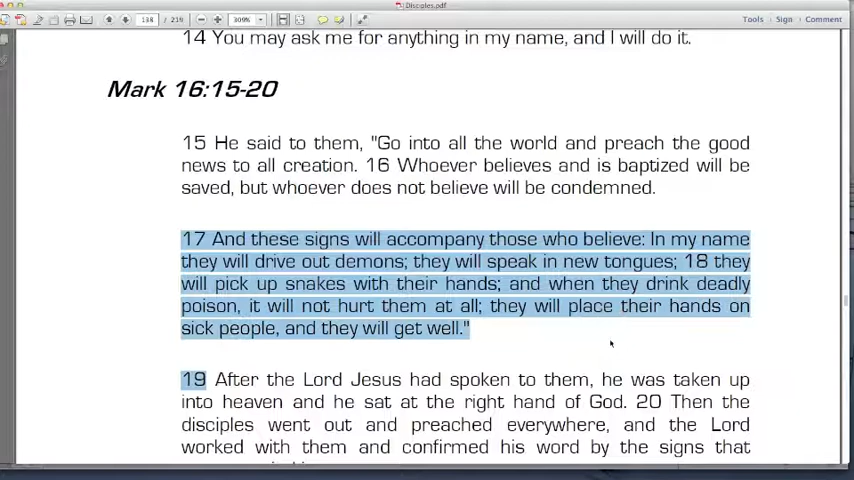 Disciples.pdf
138 / 219 309% Tools Sign Comment
14 You may ask me for anything in my name, and I will do it.
Mark 16:15-20
15 He said to them, "Go into all the world and preach the good
news to all creation. 16 Whoever believes and is baptized will be
saved, but whoever does not believe will be condemned.
17 And these signs will accompany those who believe: In my name
they will drive out demons; they will speak in new tongues; 18 they
will pick up snakes with their hands; and when they drink deadly
poison, it will not hurt them at all; they will place their hands on
sick people, and they will get well."
19 After the Lord Jesus had spoken to them, he was taken up
into heaven and he sat at the right hand of God. 20 Then the
disciples went out and preached everywhere, and the Lord
worked with them and confirmed his word by the signs that